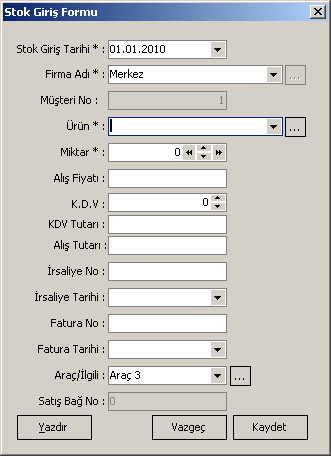 Stok Giriş Formu
Stok Giriş Tarihi * : 01.01.2010
Firma Adı * : Merkez ...
Müşteri No : 1
Ürün * : ...
Miktar * : 0
Alış Fiyatı :
K.D.V : 0
KDV Tutarı :
Alış Tutarı :
İrsaliye No :
İrsaliye Tarihi :
Fatura No :
Fatura Tarihi :
Araç/İlgili : Araç 3 ...
Satış Bağ No : 0
Yazdır Vazgeç Kaydet